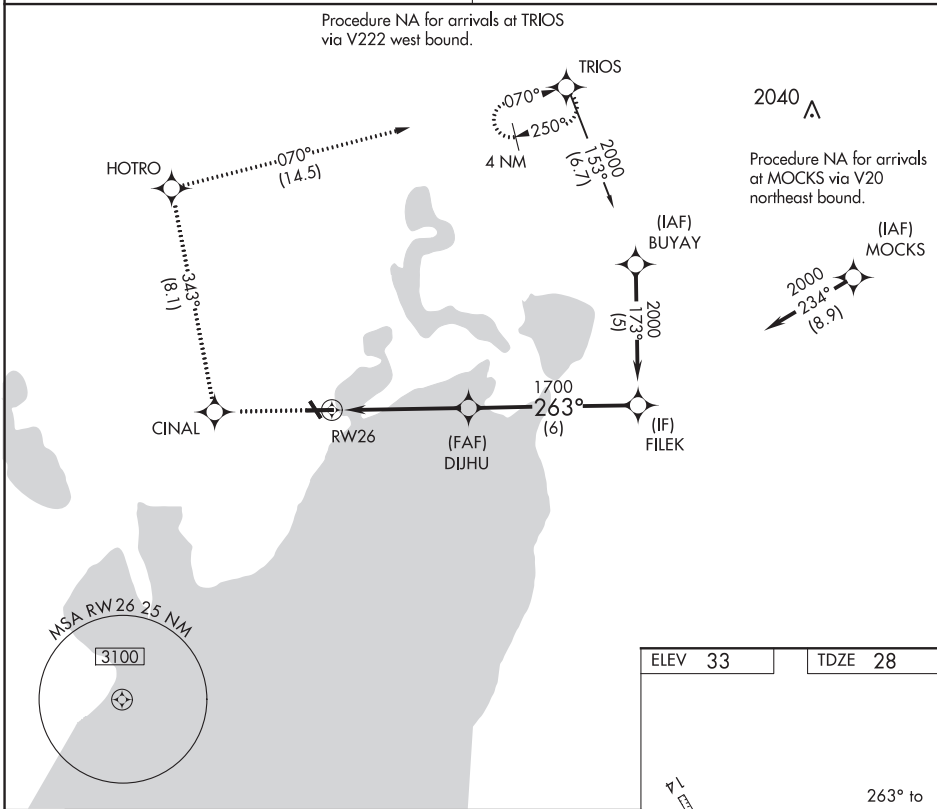 Procedure NA for arrivals at TRIOS
via V222 west bound.
TRIOS
070°
250°
4 NM
2000
153°
(6.7)
2040
Procedure NA for arrivals
at MOCKS via V20
northeast bound.
HOTRO
070°
(14.5)
(IAF)
BUYAY
(IAF)
MOCKS
2000
234°
(8.9)
343°
(8.1)
2000
173°
(5)
CINAL
RW26
(FAF)
DIJHU
1700
263°
(6)
(IF)
FILEK
MSA RW26 25 NM
3100
ELEV 33
TDZE 28
14
263° to